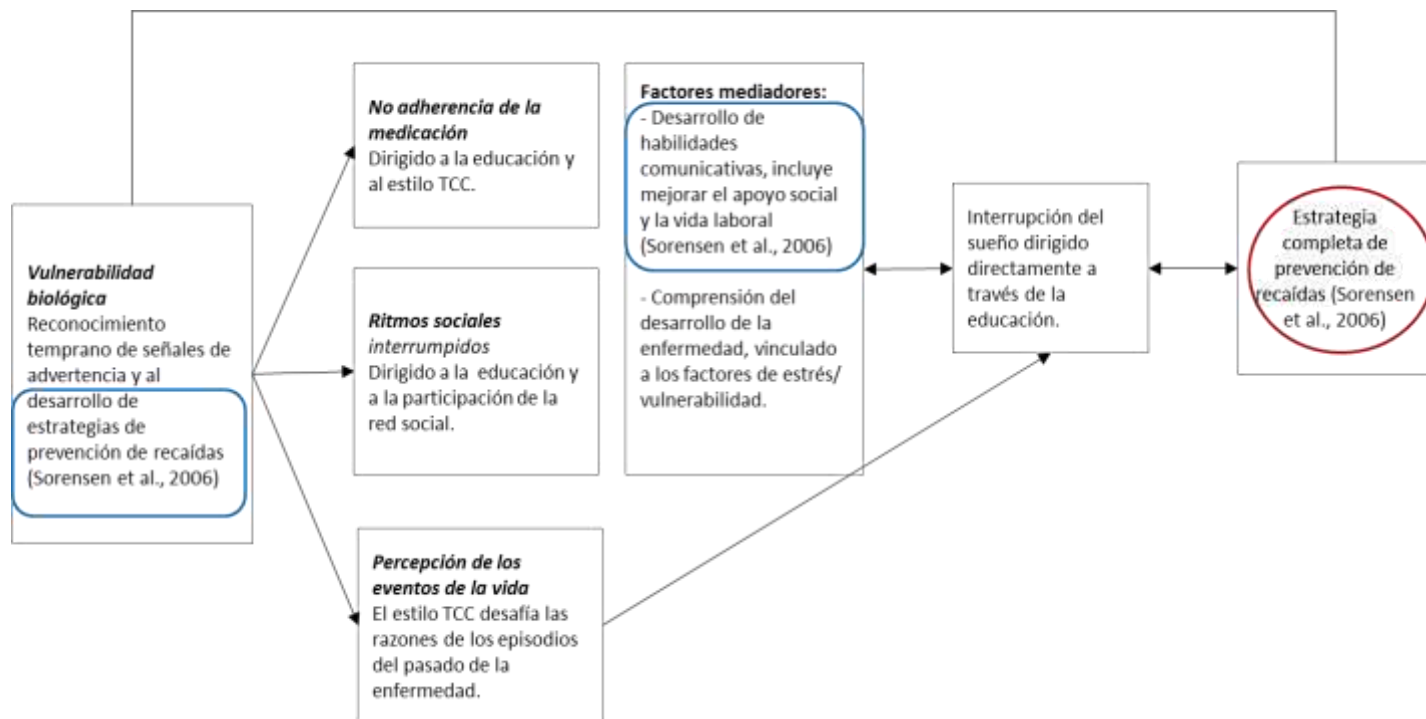 Vulnerabilidad
biológica
Reconocimiento
temprano de señales de
advertencia y al
desarrollo de
estrategias de
prevención de recaídas
(Sorensen et al., 2006)
No adherencia de la
medicación
Dirigido a la educación y
al estilo TCC.
Ritmos sociales
interrumpidos
Dirigido a la educación y
a la participación de la
red social.
Percepción de los
eventos de la vida
El estilo TCC desafía las
razones de los episodios
del pasado de la
enfermedad.
Factores mediadores:
- Desarrollo de
habilidades
comunicativas, incluye
mejorar el apoyo social
y la vida laboral
(Sorensen et al., 2006)
- Comprensión del
desarrollo de la
enfermedad, vinculado
a los factores de estrés/
vulnerabilidad.
Interrupción del
sueño dirigido
directamente a
través de la
educación.
Estrategia
completa de
prevención de
recaídas (Sorensen
et al., 2006)